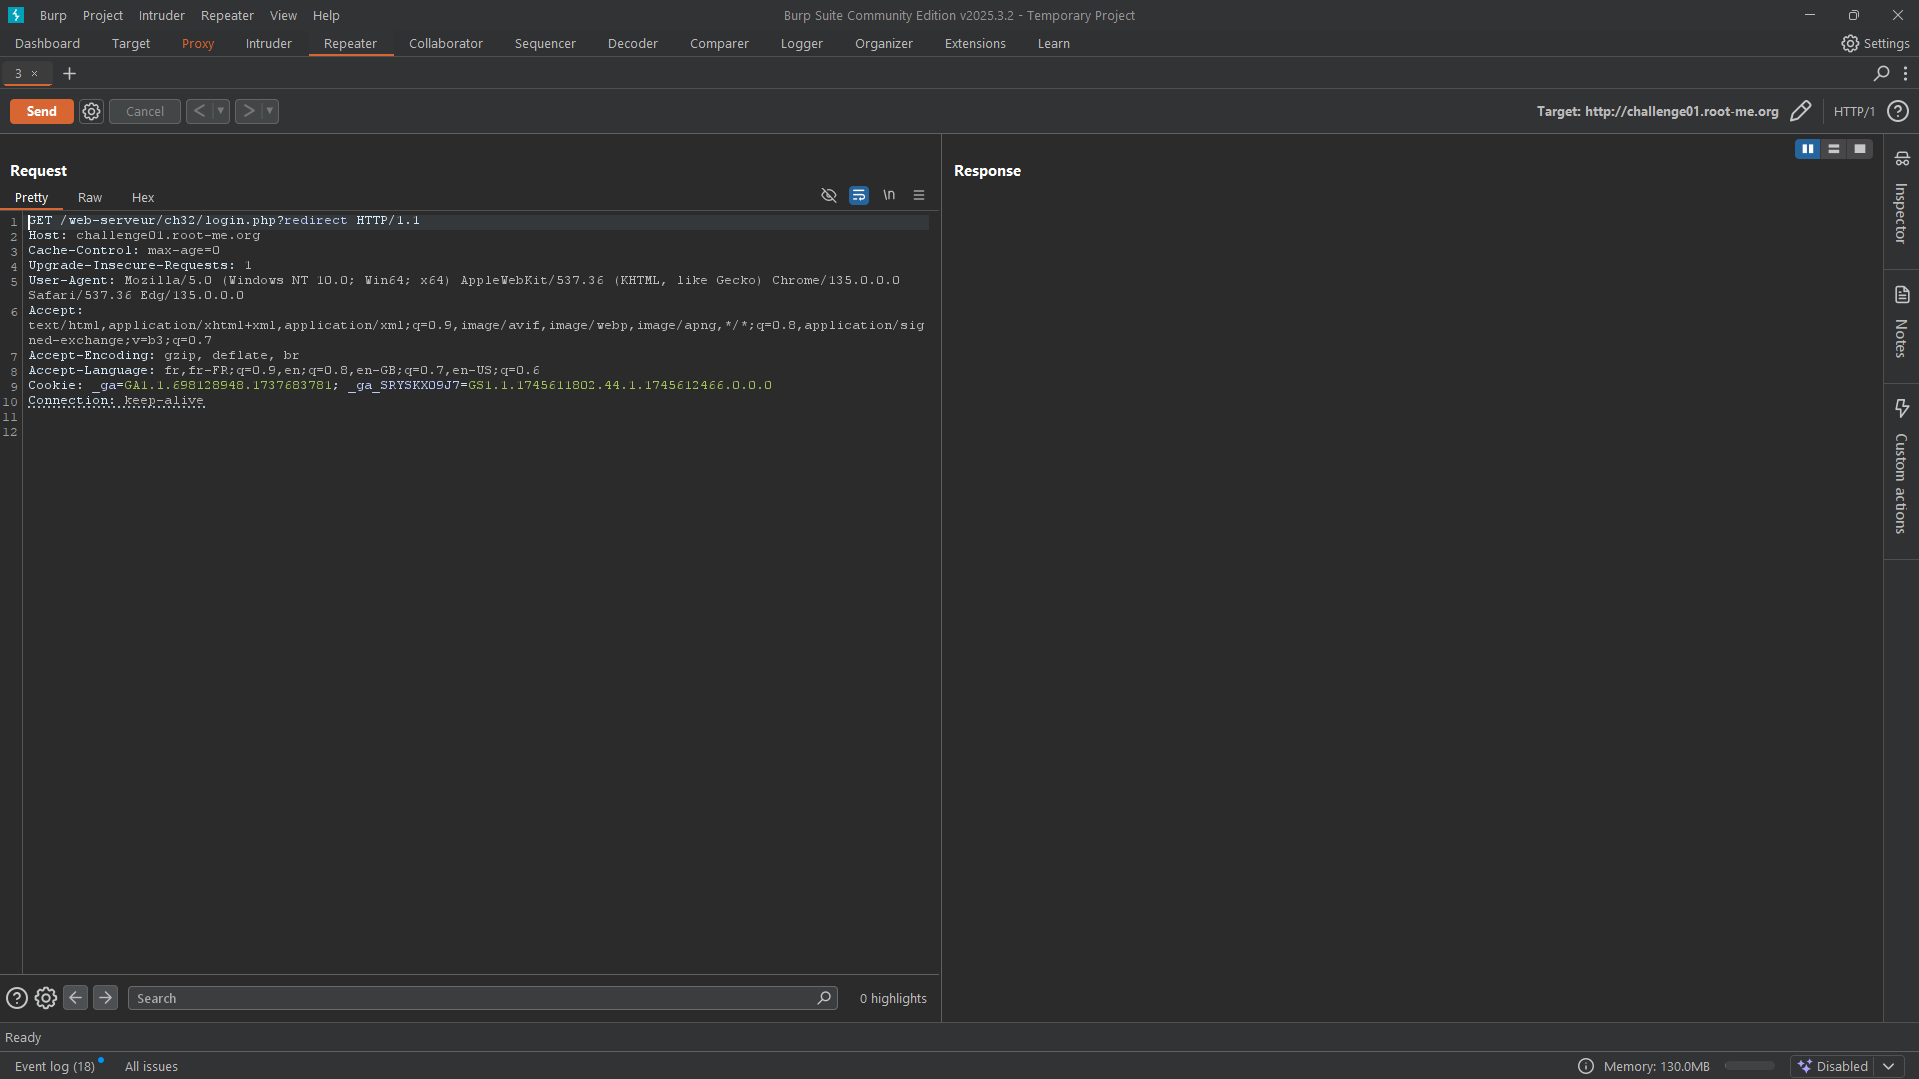 Burp Project Intruder Repeater View Help
Burp Suite Community Edition v2025.3.2 - Temporary Project
Dashboard Target Proxy Intruder Repeater Collaborator Sequencer Decoder Comparer Logger Organizer Extensions Learn
Settings
3 × +
Send Cancel < >
Target: http://challenge01.root-me.org HTTP/1 ?
Request
Pretty Raw Hex \n
1 GET /web-serveur/ch32/login.php?redirect HTTP/1.1
2 Host: challenge01.root-me.org
3 Cache-Control: max-age=0
4 Upgrade-Insecure-Requests: 1
5 User-Agent: Mozilla/5.0 (Windows NT 10.0; Win64; x64) AppleWebKit/537.36 (KHTML, like Gecko) Chrome/135.0.0.0
Safari/537.36 Edg/135.0.0.0
6 Accept:
text/html,application/xhtml+xml,application/xml;q=0.9,image/avif,image/webp,image/apng,*/*;q=0.8,application/sig
ned-exchange;v=b3;q=0.7
7 Accept-Encoding: gzip, deflate, br
8 Accept-Language: fr,fr-FR;q=0.9,en;q=0.8,en-GB;q=0.7,en-US;q=0.6
9 Cookie: _ga=GA1.1.698128948.1737683781; _ga_SRYSKX09J7=GS1.1.1745611802.44.1.1745612466.0.0.0
10 Connection: keep-alive
11
12
Response
Inspector
Notes
Custom actions
? Search 0 highlights
Ready
Event log (18) All issues
Memory: 130.0MB Disabled